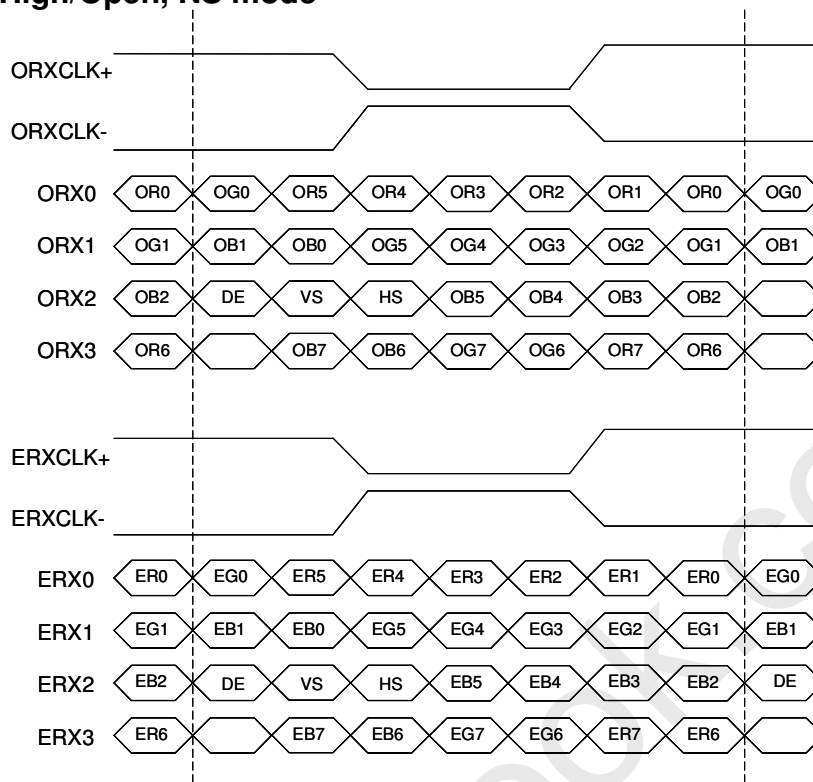 ORXCLK+
ORXCLK-
ORX0 OR0 OG0 OR5 OR4 OR3 OR2 OR1 OR0 OG0
ORX1 OG1 OB1 OB0 OG5 OG4 OG3 OG2 OG1 OB1
ORX2 OB2 DE VS HS OB5 OB4 OB3 OB2
ORX3 OR6 OB7 OB6 OG7 OG6 OR7 OR6
ERXCLK+
ERXCLK-
ERX0 ER0 EG0 ER5 ER4 ER3 ER2 ER1 ER0 EG0
ERX1 EG1 EB1 EB0 EG5 EG4 EG3 EG2 EG1 EB1
ERX2 EB2 DE VS HS EB5 EB4 EB3 EB2 DE
ERX3 ER6 EB7 EB6 EG7 EG6 ER7 ER6